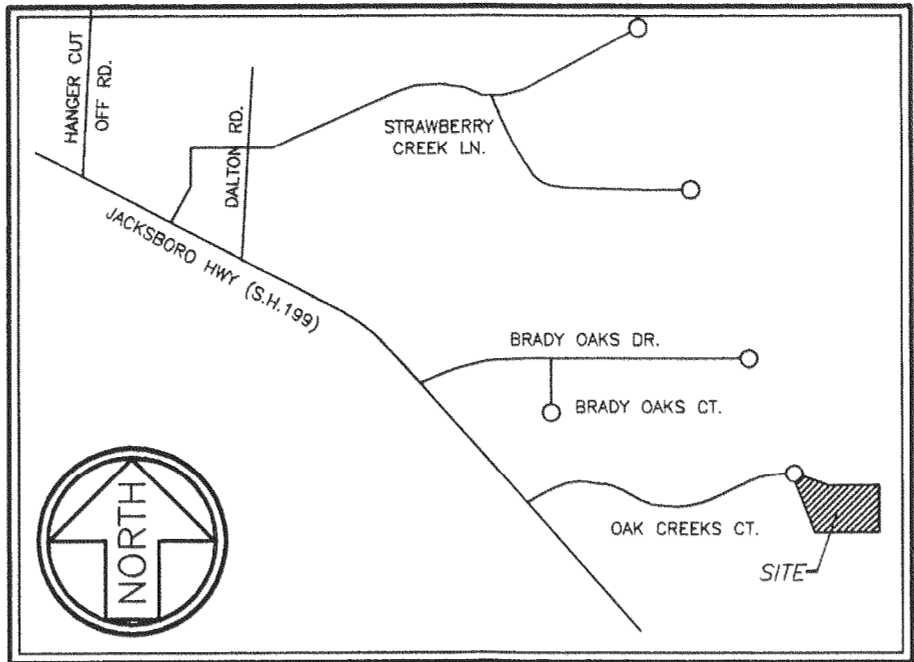 HANGER CUT
OFF RD.
DALTON RD.
STRAWBERRY
CREEK LN.
JACKSBORO HWY (S.H.199)
BRADY OAKS DR.
BRADY OAKS CT.
OAK CREEKS CT.
SITE
NORTH